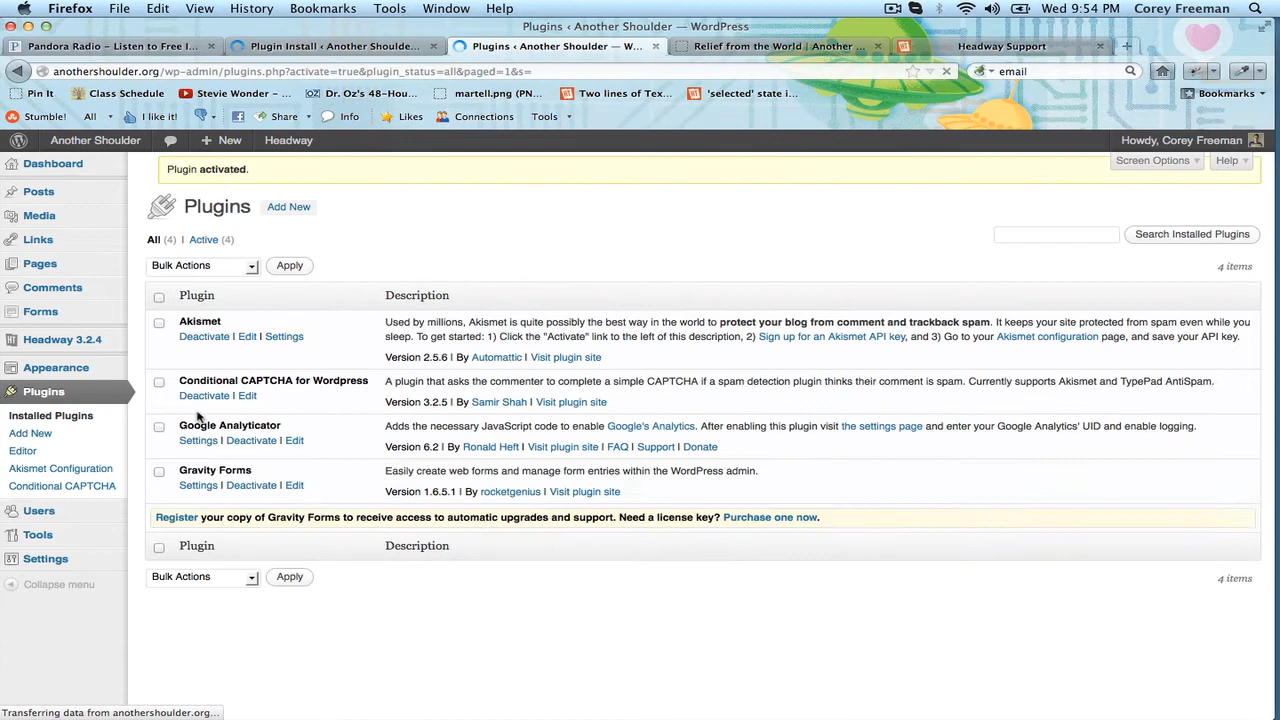 Firefox File Edit View History Bookmarks Tools Window Help Wed 9:54 PM Corey Freeman
Plugins ‹ Another Shoulder — WordPress
Pandora Radio – Listen to Free I... Plugin Install ‹ Another Shoulde... Plugins ‹ Another Shoulder — W... Relief from the World | Another ... Headway Support
anothershoulder.org/wp-admin/plugins.php?activate=true&plugin_status=all&paged=1&s= email
Pin It Class Schedule Stevie Wonder – ... Dr. Oz's 48-Hou... martell.png (PN... Two lines of Tex... 'selected' state i... Bookmarks
Stumble! All I like it! Share Info Likes Connections Tools
Another Shoulder + New Headway Howdy, Corey Freeman
Dashboard
Posts
Media
Links
Pages
Comments
Forms
Headway 3.2.4
Appearance
Plugins
Installed Plugins
Add New
Editor
Akismet Configuration
Conditional CAPTCHA
Users
Tools
Settings
Collapse menu
Plugin activated.
Screen Options Help
Plugins Add New
All (4) | Active (4)
Search Installed Plugins
Bulk Actions Apply
4 items
Plugin Description
Akismet
Deactivate | Edit | Settings
Used by millions, Akismet is quite possibly the best way in the world to protect your blog from comment and trackback spam. It keeps your site protected from spam even while you
sleep. To get started: 1) Click the "Activate" link to the left of this description, 2) Sign up for an Akismet API key, and 3) Go to your Akismet configuration page, and save your API key.
Version 2.5.6 | By Automattic | Visit plugin site
Conditional CAPTCHA for Wordpress
Deactivate | Edit
A plugin that asks the commenter to complete a simple CAPTCHA if a spam detection plugin thinks their comment is spam. Currently supports Akismet and TypePad AntiSpam.
Version 3.2.5 | By Samir Shah | Visit plugin site
Google Analyticator
Settings | Deactivate | Edit
Adds the necessary JavaScript code to enable Google's Analytics. After enabling this plugin visit the settings page and enter your Google Analytics' UID and enable logging.
Version 6.2 | By Ronald Heft | Visit plugin site | FAQ | Support | Donate
Gravity Forms
Settings | Deactivate | Edit
Easily create web forms and manage form entries within the WordPress admin.
Version 1.6.5.1 | By rocketgenius | Visit plugin site
Register your copy of Gravity Forms to receive access to automatic upgrades and support. Need a license key? Purchase one now.
Plugin Description
Bulk Actions Apply
4 items
Transferring data from anothershoulder.org...